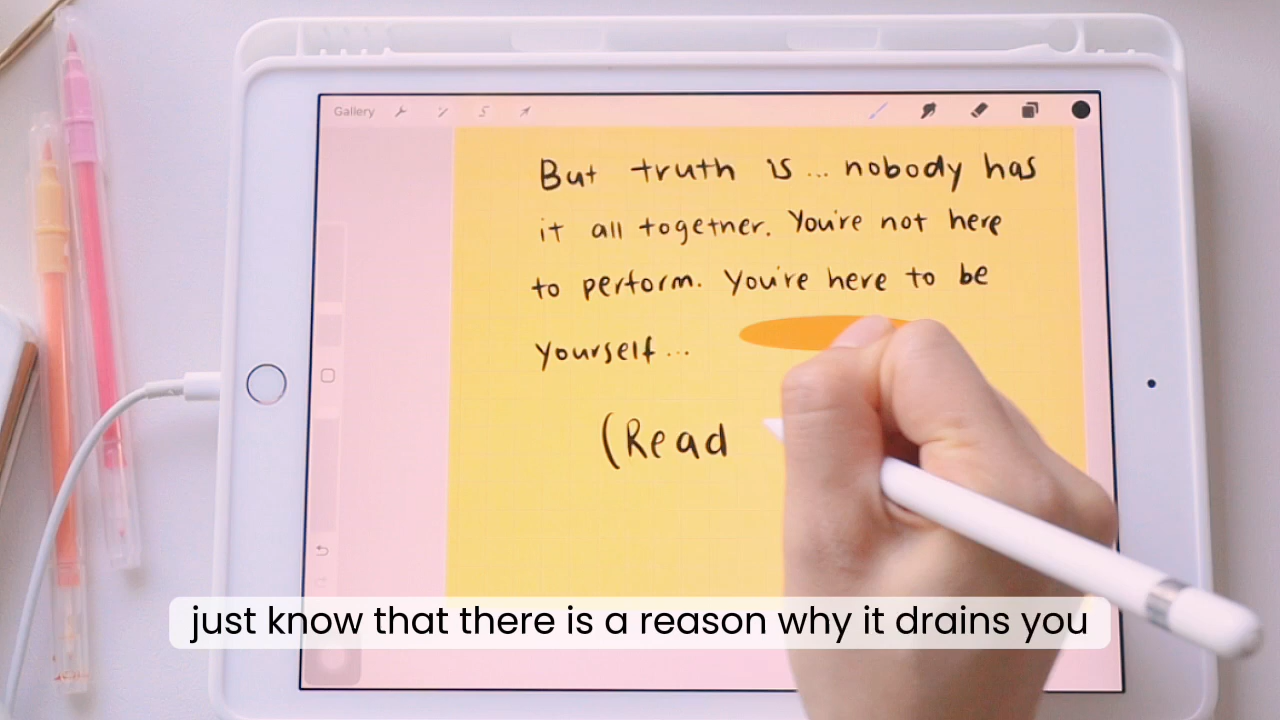 Gallery
But truth is... nobody has
it all together. You're not here
to perform. You're here to be
yourself...
(Read
just know that there is a reason why it drains you